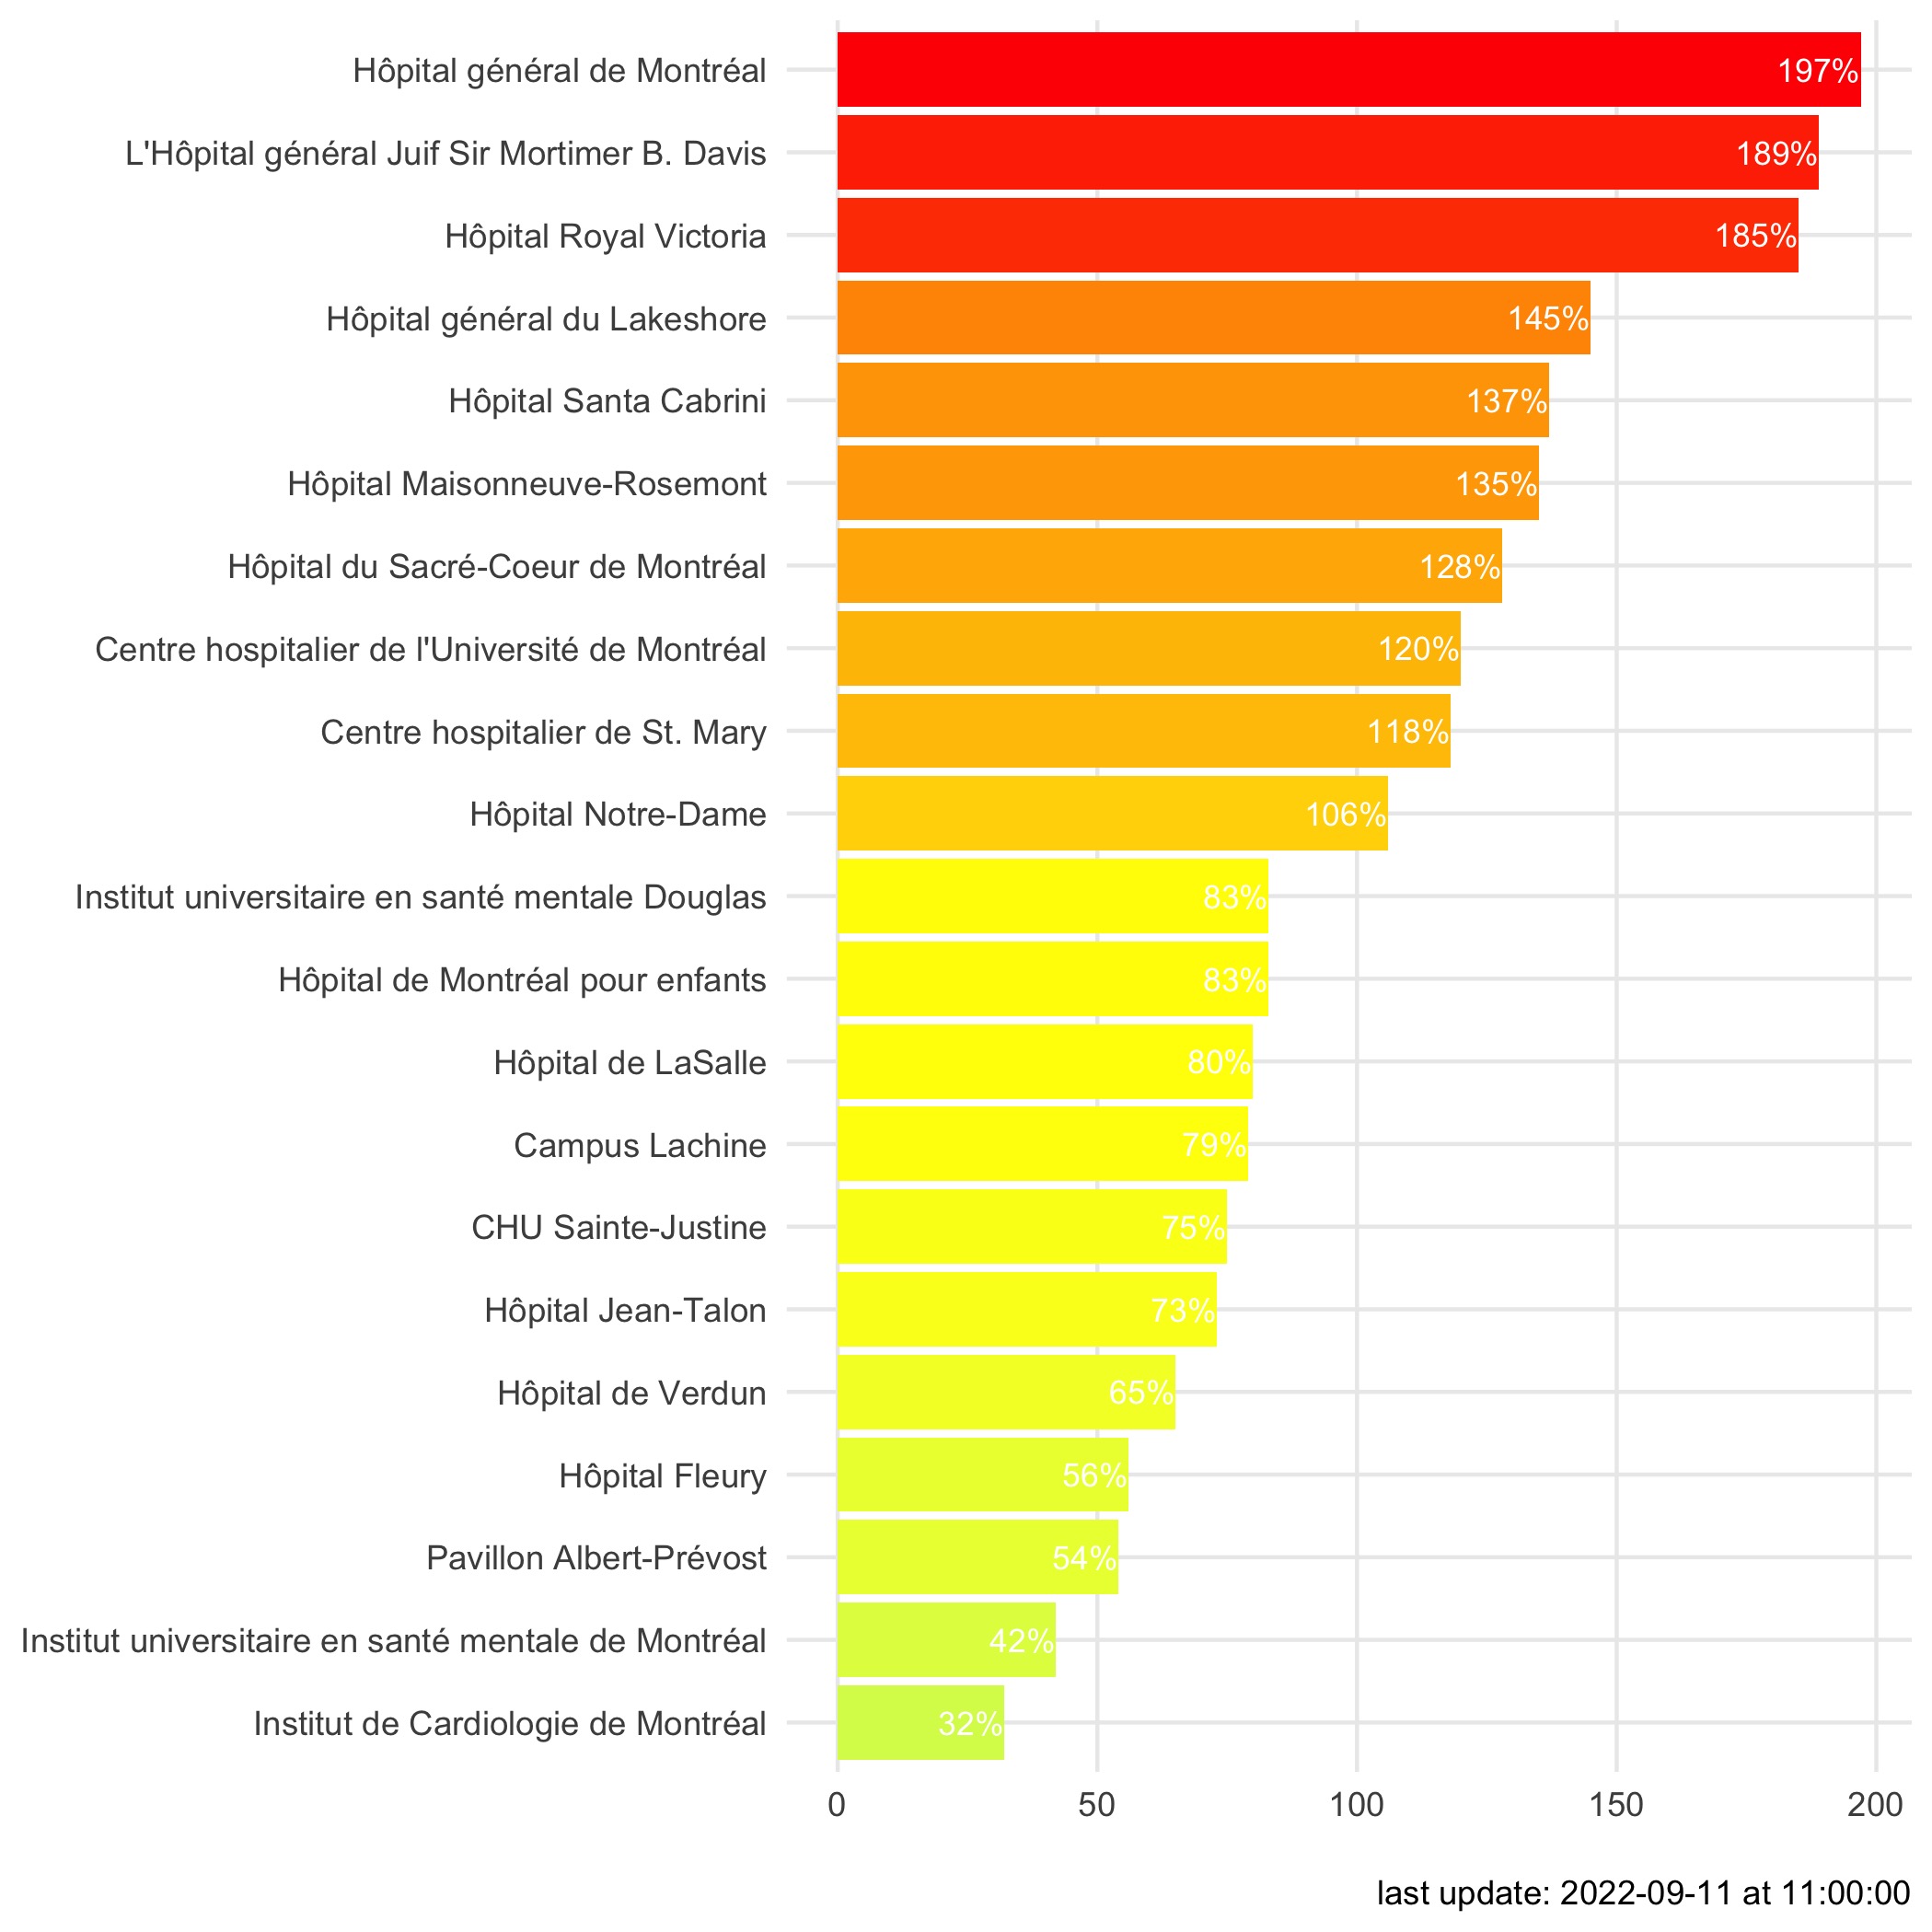 Hôpital général de Montréal 197%
L'Hôpital général Juif Sir Mortimer B. Davis 189%
Hôpital Royal Victoria 185%
Hôpital général du Lakeshore 145%
Hôpital Santa Cabrini 137%
Hôpital Maisonneuve-Rosemont 135%
Hôpital du Sacré-Coeur de Montréal 128%
Centre hospitalier de l'Université de Montréal 120%
Centre hospitalier de St. Mary 118%
Hôpital Notre-Dame 106%
Institut universitaire en santé mentale Douglas 83%
Hôpital de Montréal pour enfants 83%
Hôpital de LaSalle 80%
Campus Lachine 79%
CHU Sainte-Justine 75%
Hôpital Jean-Talon 73%
Hôpital de Verdun 65%
Hôpital Fleury 56%
Pavillon Albert-Prévost 54%
Institut universitaire en santé mentale de Montréal 42%
Institut de Cardiologie de Montréal 32%
0 50 100 150 200
last update: 2022-09-11 at 11:00:00